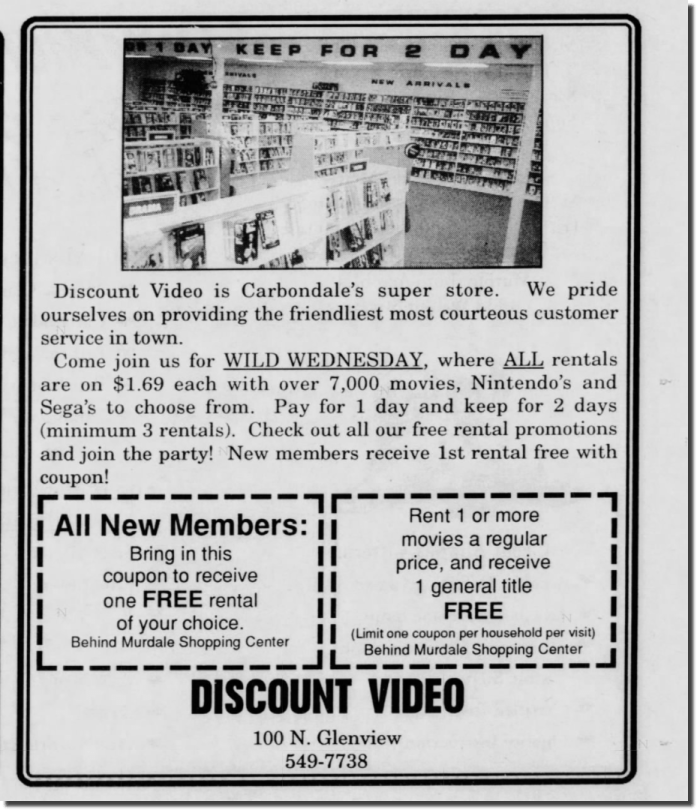 OR 1 DAY KEEP FOR 2 DAY
NEW ARRIVALS
Discount Video is Carbondale's super store. We pride
ourselves on providing the friendliest most courteous customer
service in town.
Come join us for WILD WEDNESDAY, where ALL rentals
are on $1.69 each with over 7,000 movies, Nintendo's and
Sega's to choose from. Pay for 1 day and keep for 2 days
(minimum 3 rentals). Check out all our free rental promotions
and join the party! New members receive 1st rental free with
coupon!
All New Members:
Bring in this
coupon to receive
one FREE rental
of your choice.
Behind Murdale Shopping Center
Rent 1 or more
movies a regular
price, and receive
1 general title
FREE
(Limit one coupon per household per visit)
Behind Murdale Shopping Center
DISCOUNT VIDEO
100 N. Glenview
549-7738